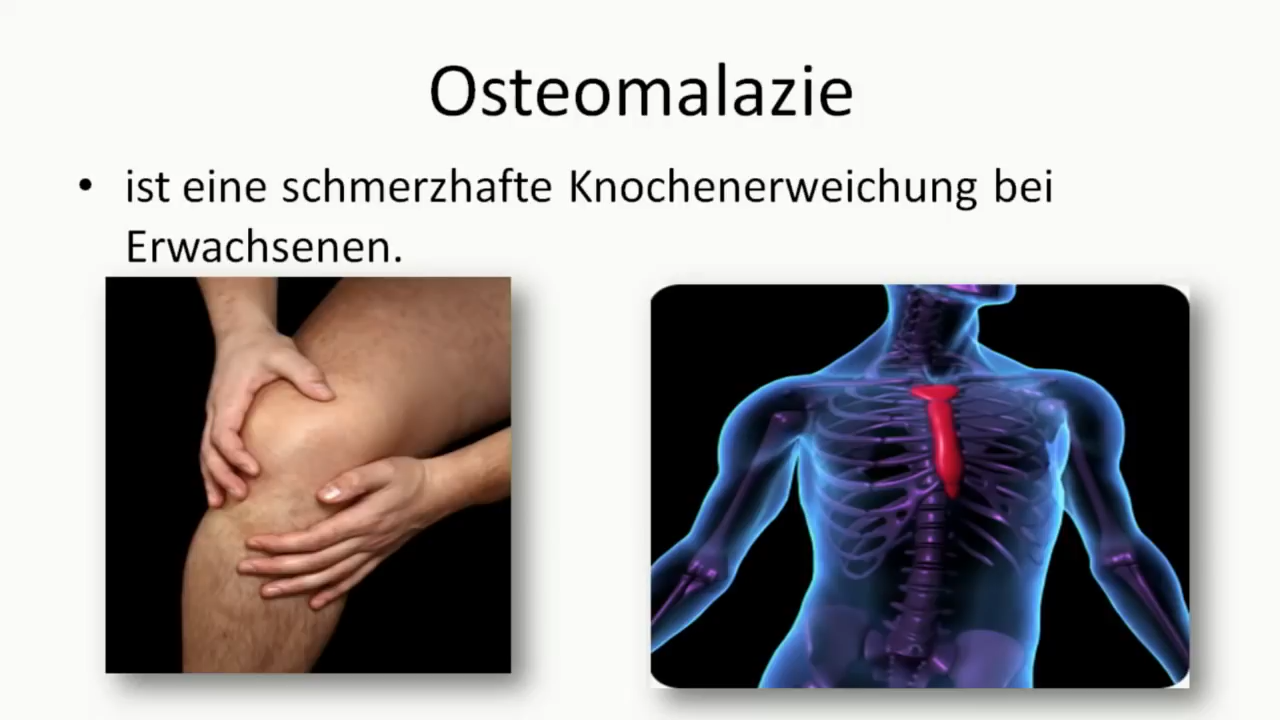 Osteomalazie
• ist eine schmerzhafte Knochenerweichung bei
Erwachsenen.